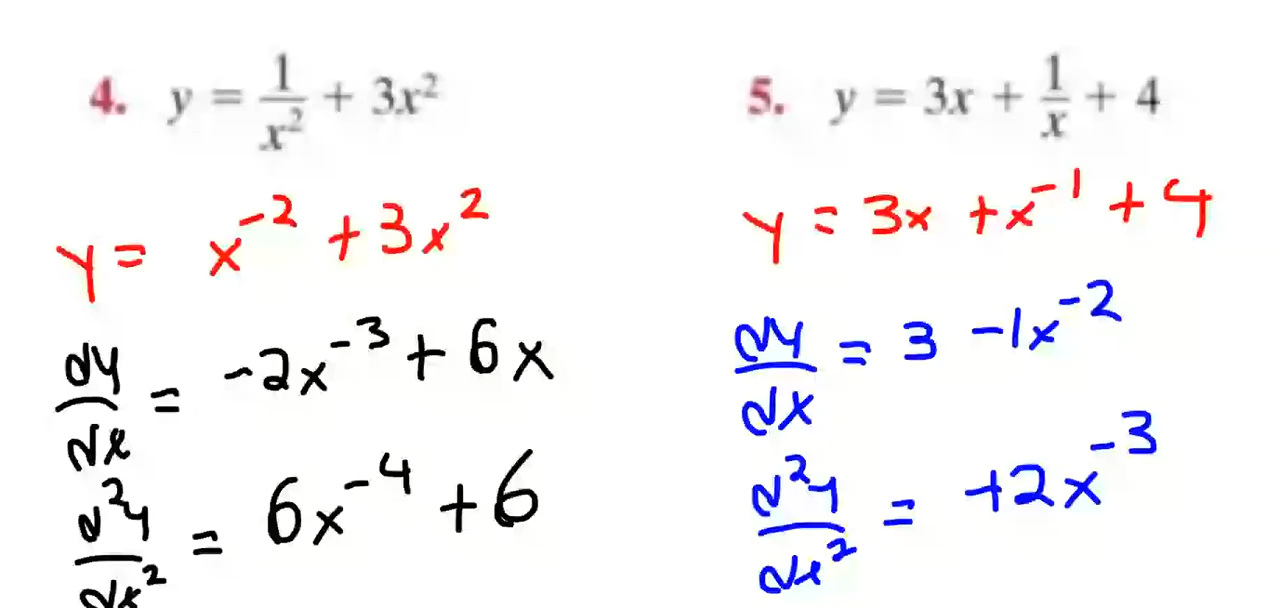 4. y = 1/x² + 3x²
y = x⁻² + 3x²
dy/dx = -2x⁻³ + 6x
d²y/dx² = 6x⁻⁴ + 6
5. y = 3x + 1/x + 4
y = 3x + x⁻¹ + 4
dy/dx = 3 - 1x⁻²
d²y/dx² = +2x⁻³